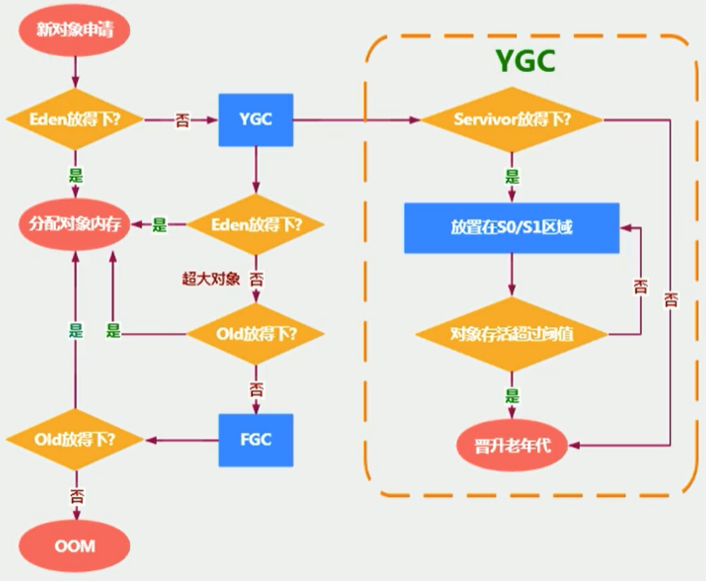 新对象申请
YGC
Eden放得下?
否
YGC
Servivor放得下?
是
是
分配对象内存
是
Eden放得下?
放置在S0/S1区域
超大对象
否
否
否
是
是
Old放得下?
对象存活超过阈值
否
是
Old放得下?
FGC
晋升老年代
否
OOM